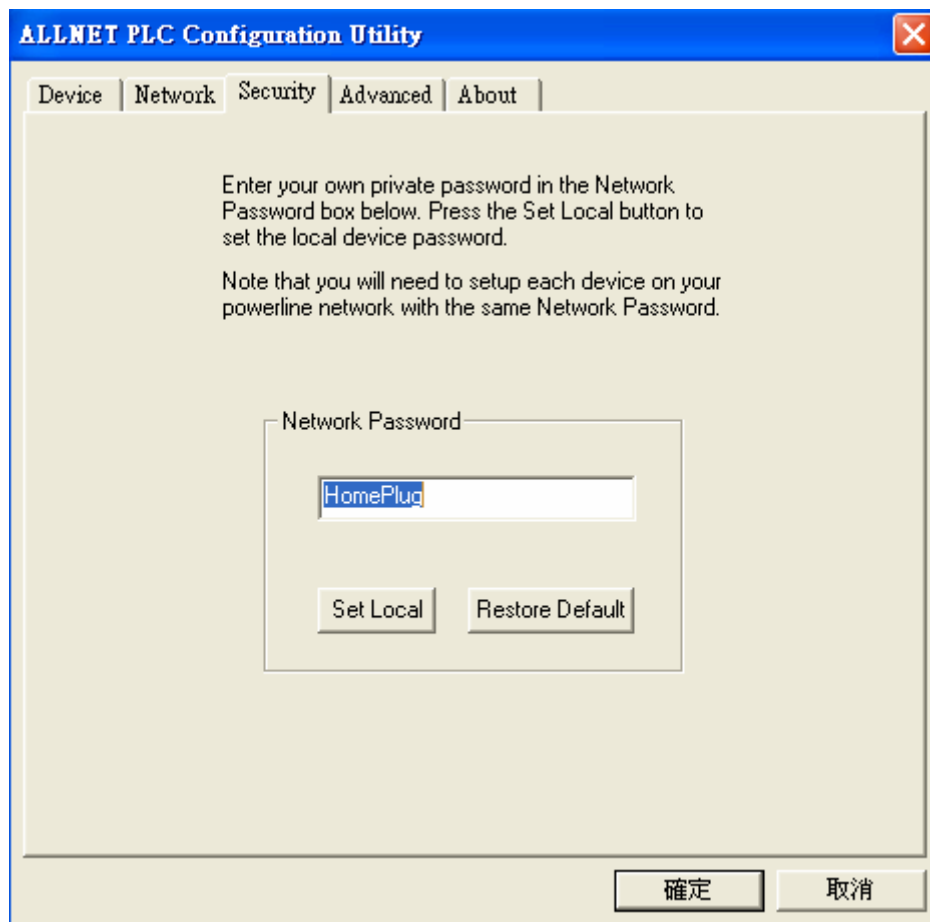 ALLNET PLC Configuration Utility
Device Network Security Advanced About
Enter your own private password in the Network
Password box below. Press the Set Local button to
set the local device password.
Note that you will need to setup each device on your
powerline network with the same Network Password.
Network Password
HomePlug
Set Local Restore Default
確定 取消